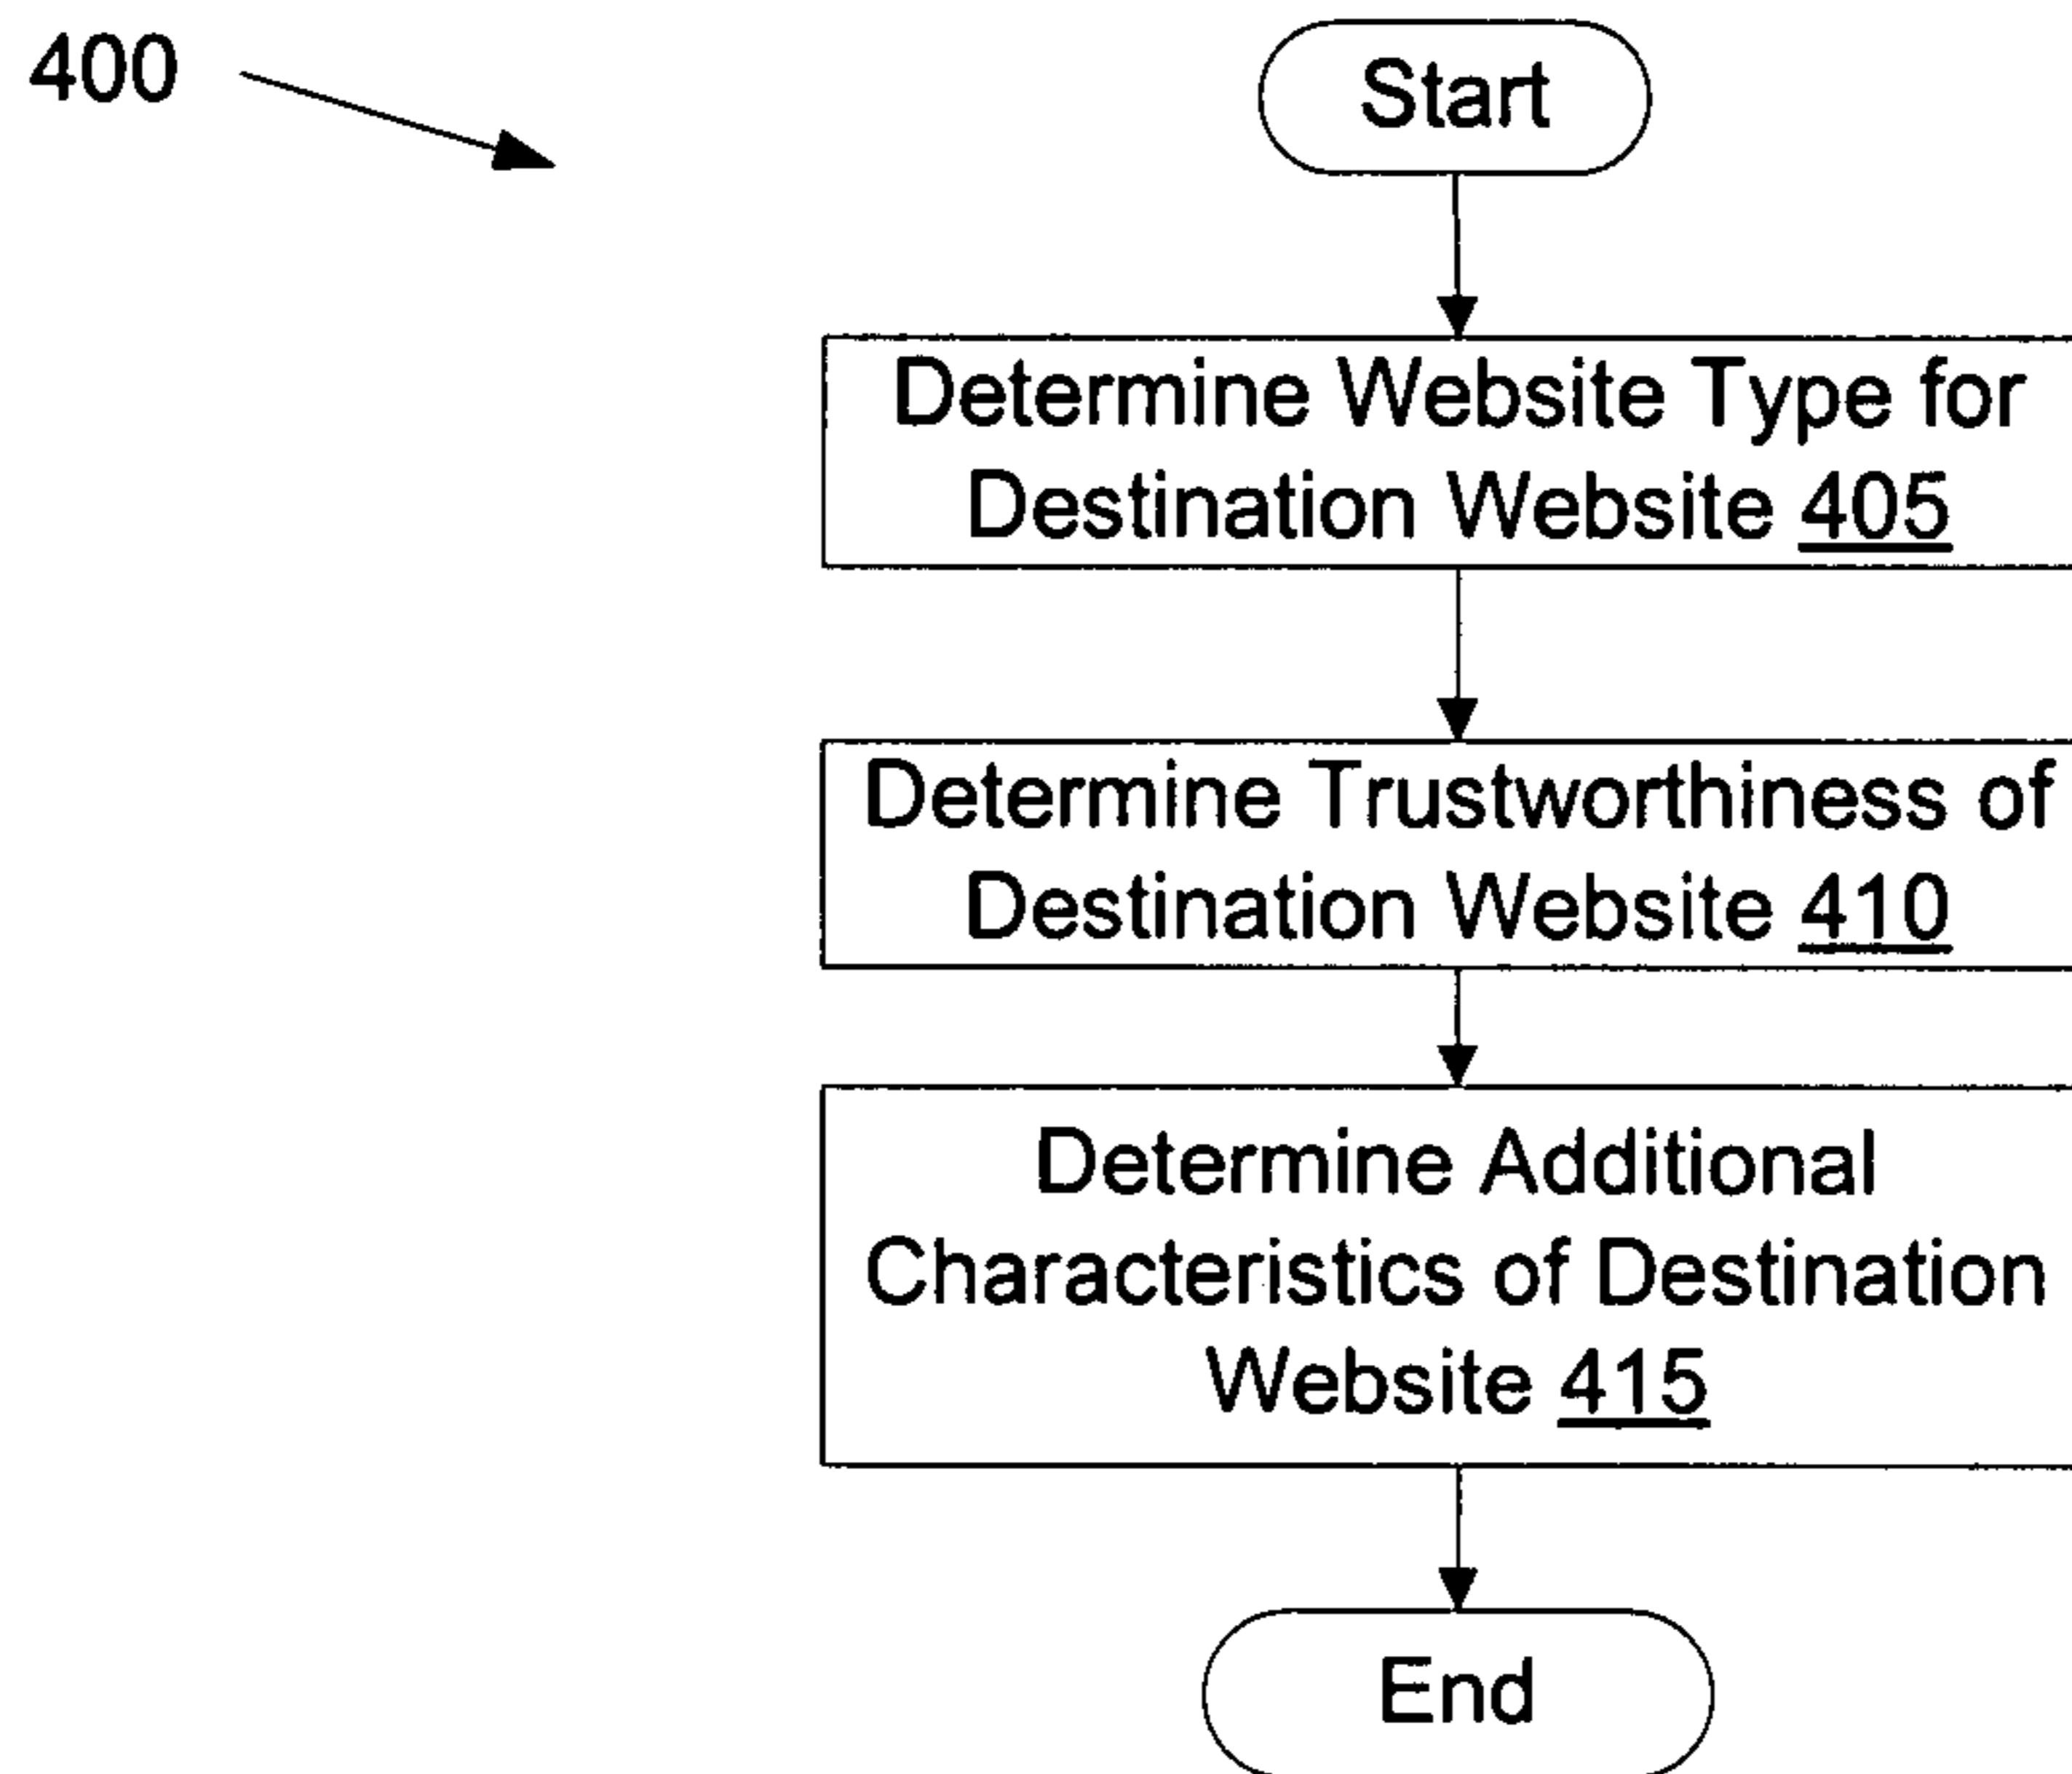 400
Start
Determine Website Type for
Destination Website 405
Determine Trustworthiness of
Destination Website 410
Determine Additional
Characteristics of Destination
Website 415
End